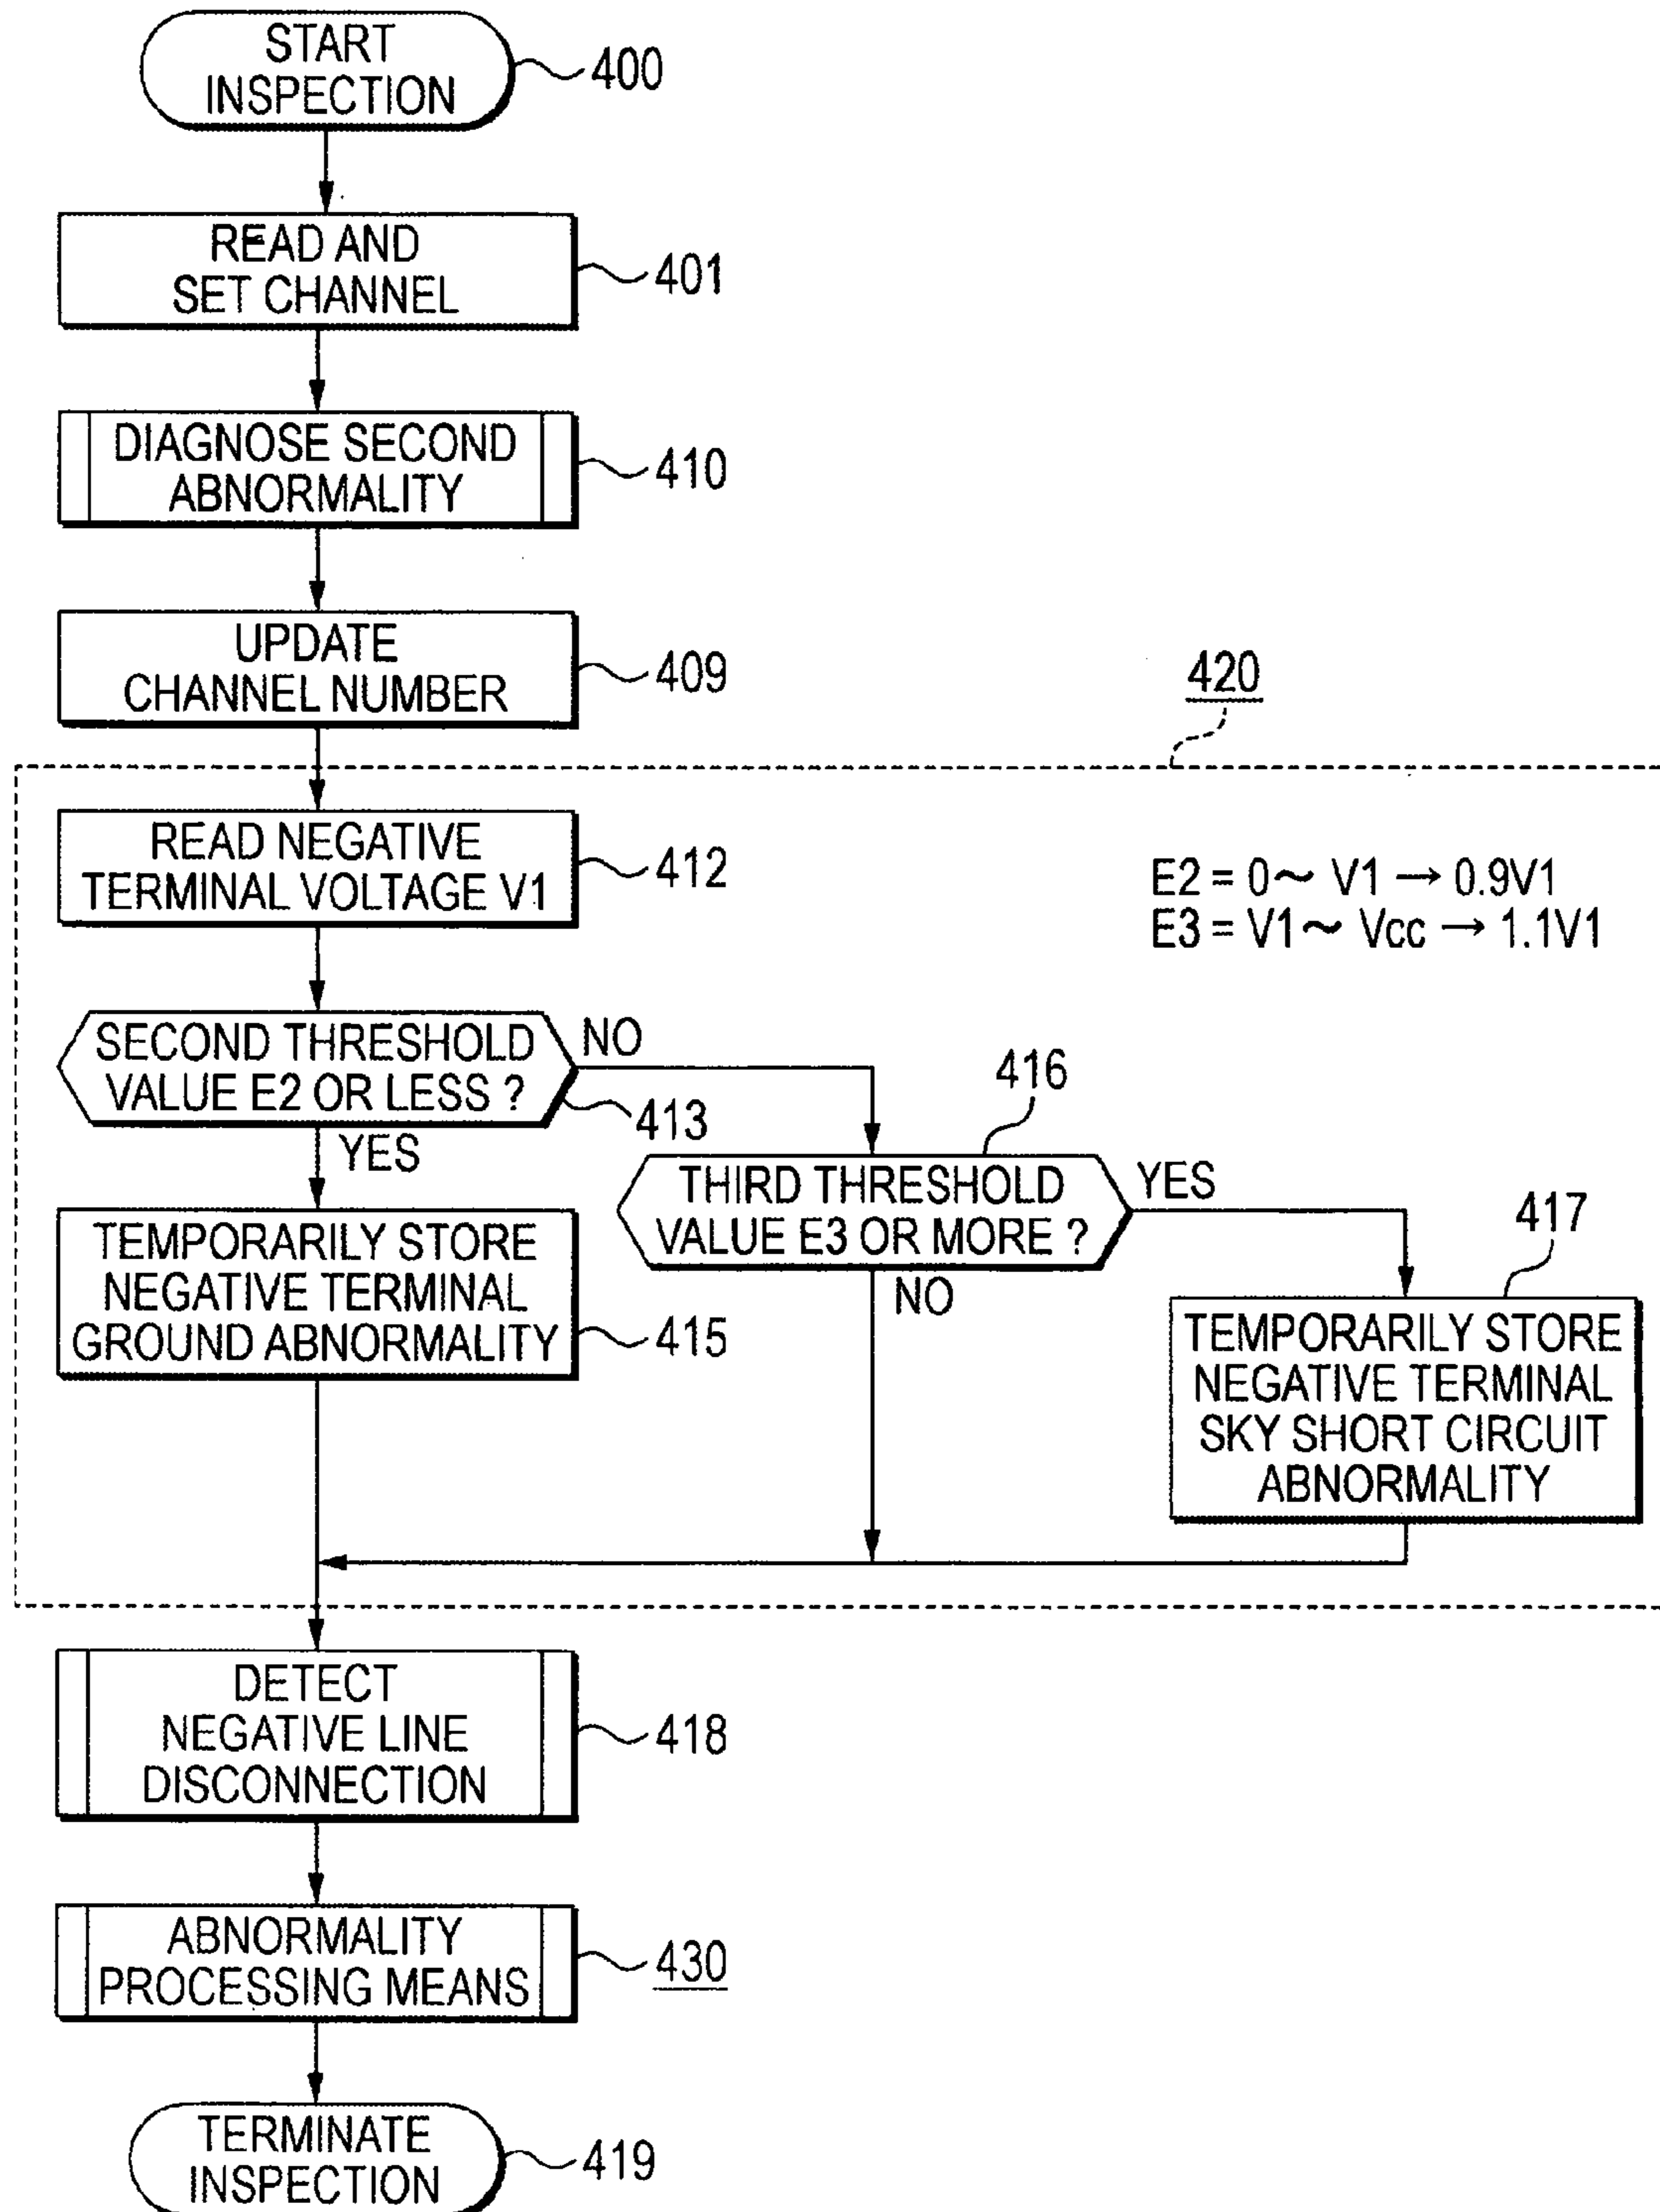 START
INSPECTION
400
READ AND
SET CHANNEL
401
DIAGNOSE SECOND
ABNORMALITY
410
UPDATE
CHANNEL NUMBER
409
420
READ NEGATIVE
TERMINAL VOLTAGE V1
412
E2 = 0~ V1 → 0.9V1
E3 = V1~ Vcc → 1.1V1
SECOND THRESHOLD
VALUE E2 OR LESS ?
413
NO
YES
416
THIRD THRESHOLD
VALUE E3 OR MORE ?
YES
NO
TEMPORARILY STORE
NEGATIVE TERMINAL
GROUND ABNORMALITY
415
417
TEMPORARILY STORE
NEGATIVE TERMINAL
SKY SHORT CIRCUIT
ABNORMALITY
DETECT
NEGATIVE LINE
DISCONNECTION
418
ABNORMALITY
PROCESSING MEANS
430
TERMINATE
INSPECTION
419